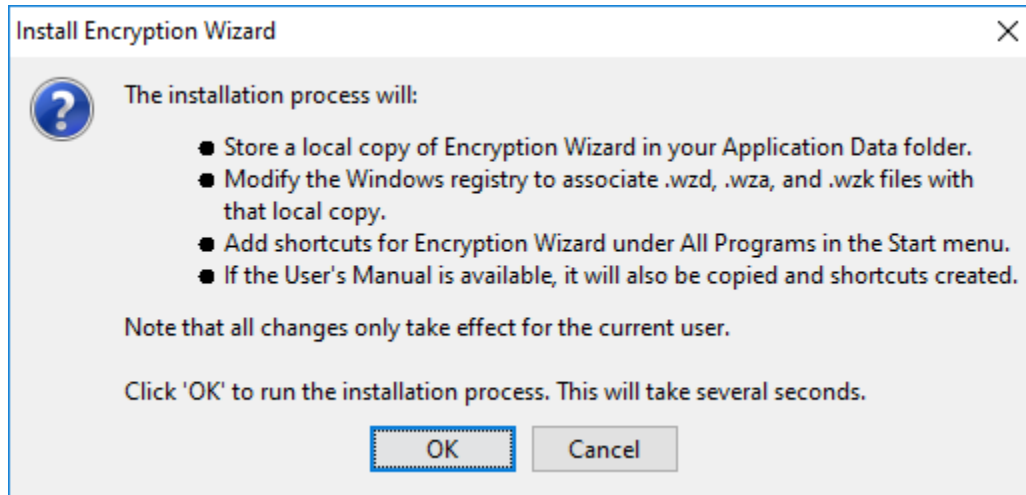 Install Encryption Wizard
The installation process will:
● Store a local copy of Encryption Wizard in your Application Data folder.
● Modify the Windows registry to associate .wzd, .wza, and .wzk files with
that local copy.
● Add shortcuts for Encryption Wizard under All Programs in the Start menu.
● If the User's Manual is available, it will also be copied and shortcuts created.
Note that all changes only take effect for the current user.
Click 'OK' to run the installation process. This will take several seconds.
OK Cancel